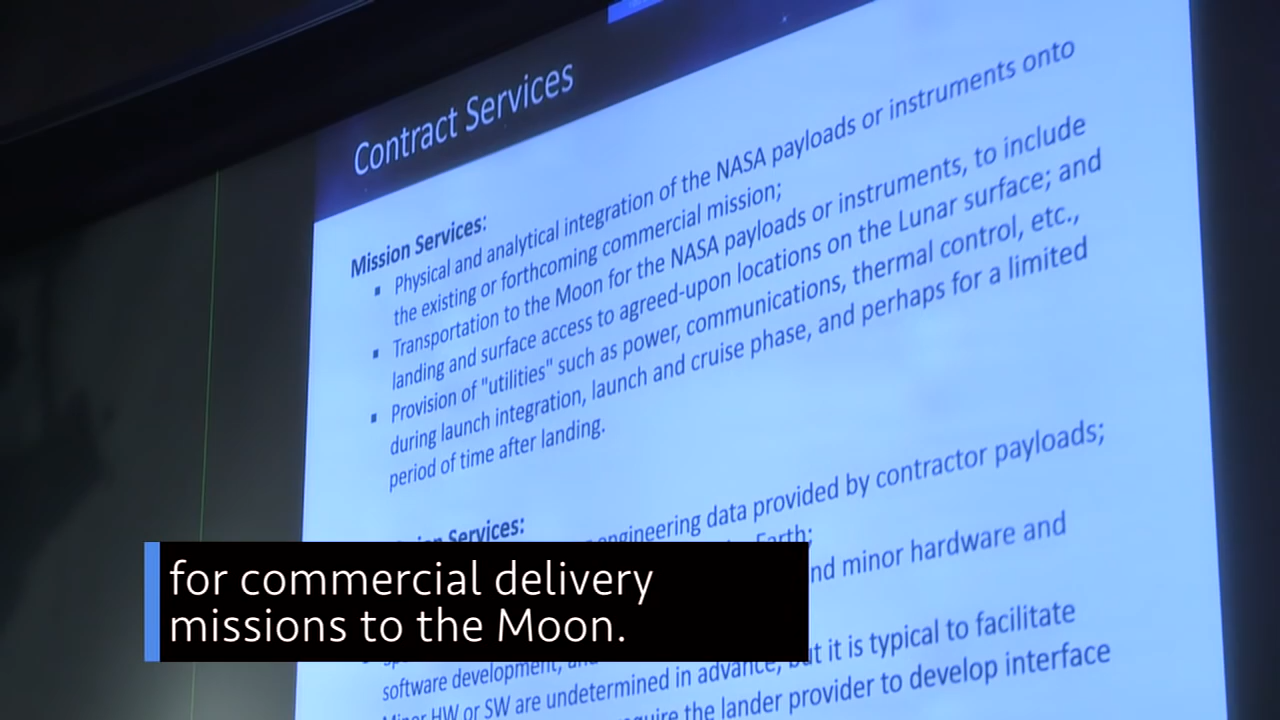 Contract Services
Mission Services:
▪ Physical and analytical integration of the NASA payloads or instruments onto
the existing or forthcoming commercial mission;
▪ Transportation to the Moon for the NASA payloads or instruments, to include
landing and surface access to agreed-upon locations on the Lunar surface; and
▪ Provision of "utilities" such as power, communications, thermal control, etc.,
during launch integration, launch and cruise phase, and perhaps for a limited
period of time after landing.
Services:
engineering data provided by contractor payloads;
Earth;
nd minor hardware and
software development,
it is typical to facilitate
Minor HW or SW are undetermined in advance,
the lander provider to develop interface
for commercial delivery
missions to the Moon.